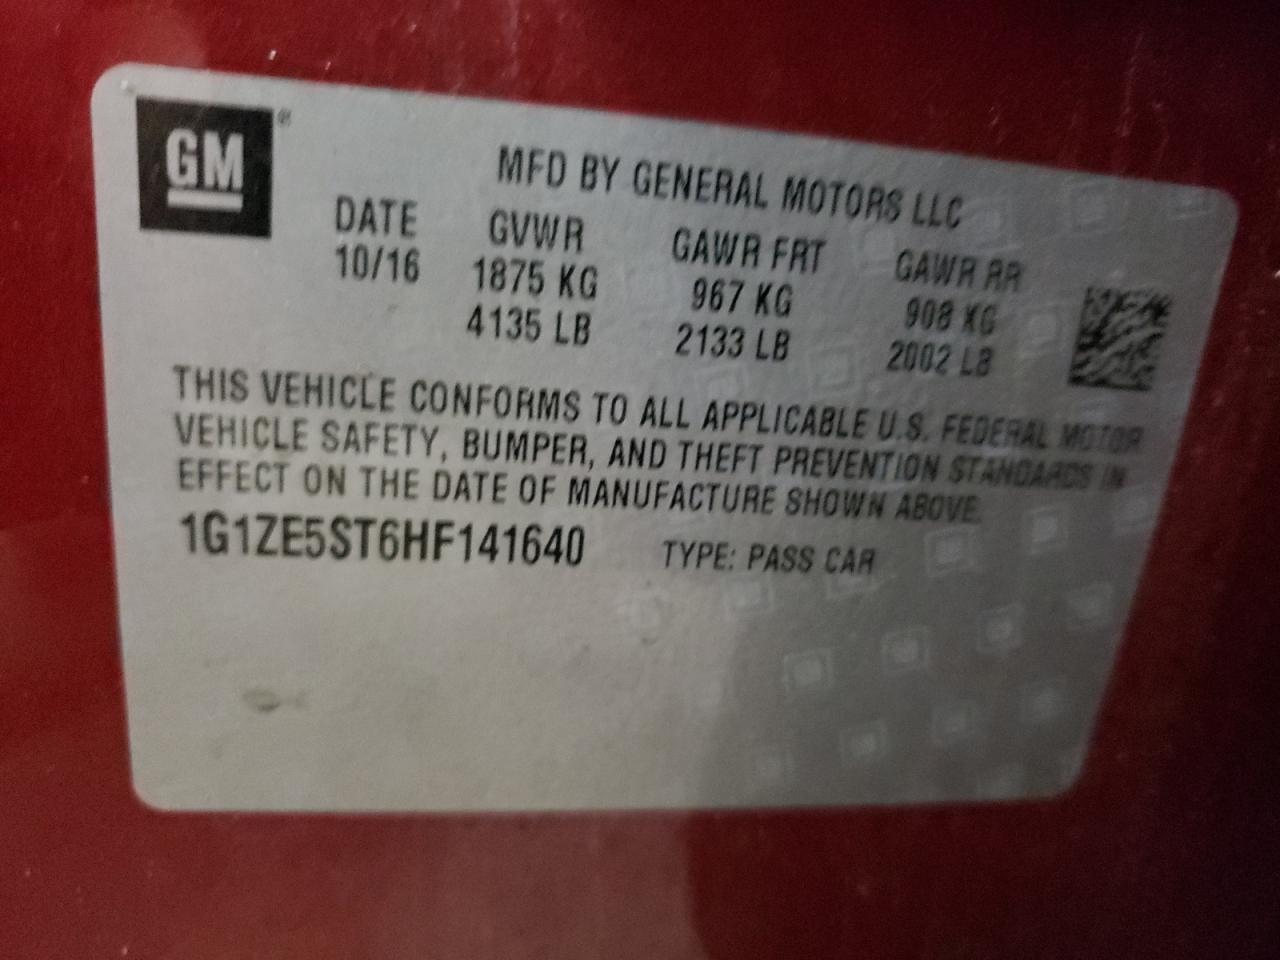 GM®
MFD BY GENERAL MOTORS LLC
DATE GVWR GAWR FRT GAWR RR
10/16 1875 KG 967 KG 908 KG
4135 LB 2133 LB 2002 LB
THIS VEHICLE CONFORMS TO ALL APPLICABLE U.S. FEDERAL MOTOR
VEHICLE SAFETY, BUMPER, AND THEFT PREVENTION STANDARDS IN
EFFECT ON THE DATE OF MANUFACTURE SHOWN ABOVE.
1G1ZE5ST6HF141640 TYPE: PASS CAR